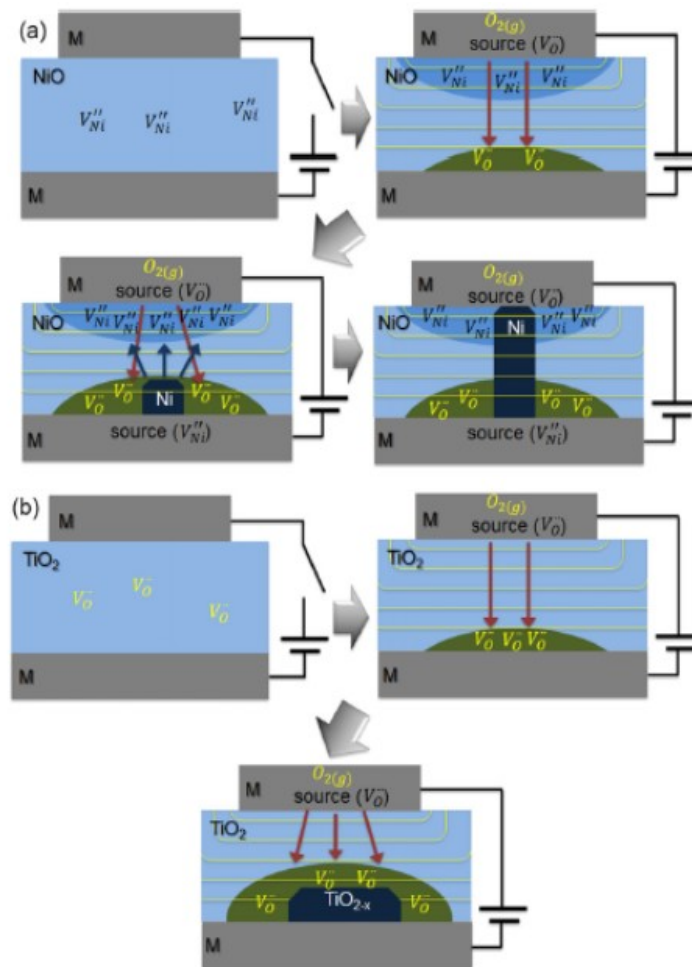 (a)
M
NiO
V''Ni V''Ni V''Ni
M
O2(g)
M source (V··O)
NiO V''Ni V''Ni V''Ni
V··O V··O
M
O2(g)
M source (V··O)
NiO V''Ni V''Ni V''Ni V''Ni V''Ni
V··O V··O V··O V··O
Ni
M source (V''Ni)
O2(g)
M source (V··O)
NiO V''Ni V''Ni Ni V''Ni V''Ni
V··O V··O V··O V··O
M source (V''Ni)
(b)
M
TiO2
V··O V··O V··O
M
O2(g)
M source (V··O)
TiO2
V··O V··O V··O
M
O2(g)
M source (V··O)
TiO2
V··O V··O V··O V··O
TiO2-x
M